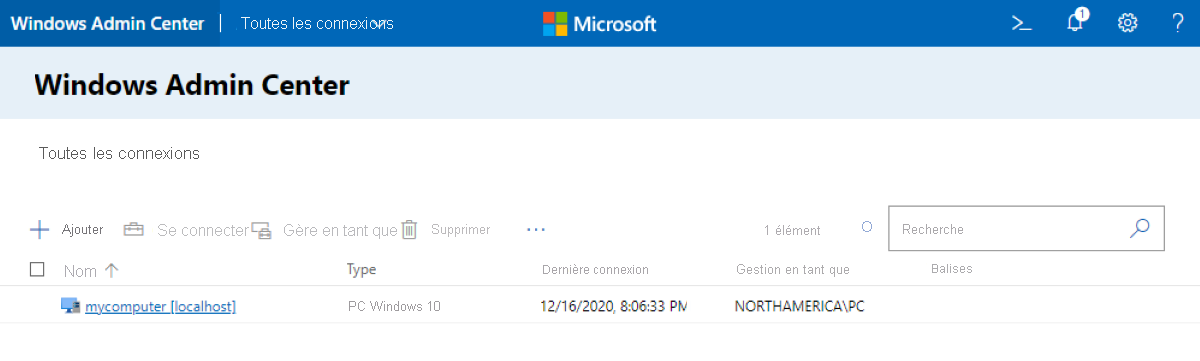 Windows Admin Center Toutes les connexions Microsoft 1 ?
Windows Admin Center
Toutes les connexions
Ajouter Se connecter Gère en tant que Supprimer ... 1 élément Recherche
Nom Type Dernière connexion Gestion en tant que Balises
mycomputer [localhost] PC Windows 10 12/16/2020, 8:06:33 PM NORTHAMERICA\PC